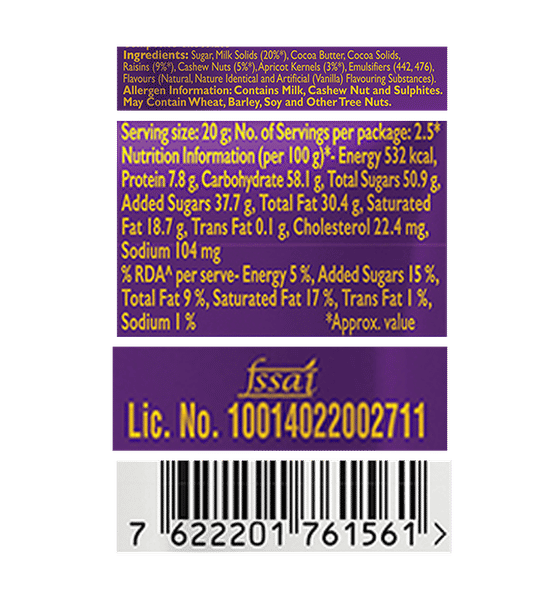 Ingredients: Sugar, Milk Solids (20%*), Cocoa Butter, Cocoa Solids,
Raisins (9%*), Cashew Nuts (5%*), Apricot Kernels (3%*), Emulsifiers (442, 476),
Flavours (Natural, Nature Identical and Artificial (Vanilla) Flavouring Substances).
Allergen Information: Contains Milk, Cashew Nut and Sulphites.
May Contain Wheat, Barley, Soy and Other Tree Nuts.
Serving size: 20 g; No. of Servings per package: 2.5*
Nutrition Information (per 100 g)*- Energy 532 kcal,
Protein 7.8 g, Carbohydrate 58.1 g, Total Sugars 50.9 g,
Added Sugars 37.7 g, Total Fat 30.4 g, Saturated
Fat 18.7 g, Trans Fat 0.1 g, Cholesterol 22.4 mg,
Sodium 104 mg
% RDA^ per serve- Energy 5 %, Added Sugars 15 %,
Total Fat 9 %, Saturated Fat 17 %, Trans Fat 1 %,
Sodium 1 % *Approx. value
fssai
Lic. No. 10014022002711
7 622201 761561 >